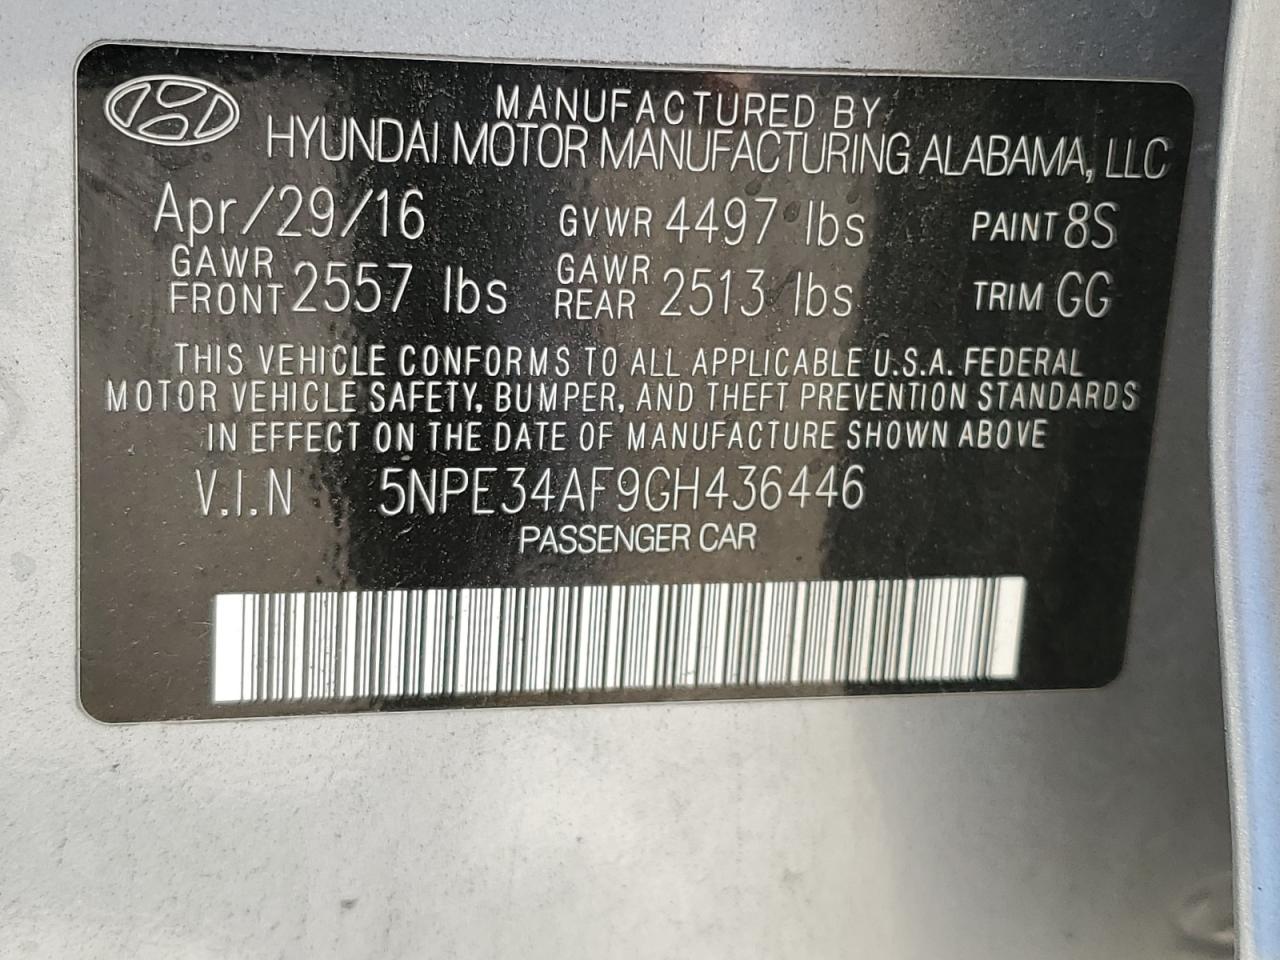 MANUFACTURED BY
HYUNDAI MOTOR MANUFACTURING ALABAMA, LLC
Apr/29/16 GVWR 4497 lbs PAINT 8S
GAWR FRONT 2557 lbs GAWR REAR 2513 lbs TRIM GG
THIS VEHICLE CONFORMS TO ALL APPLICABLE U.S.A. FEDERAL
MOTOR VEHICLE SAFETY, BUMPER, AND THEFT PREVENTION STANDARDS
IN EFFECT ON THE DATE OF MANUFACTURE SHOWN ABOVE
V.I.N 5NPE34AF9GH436446
PASSENGER CAR